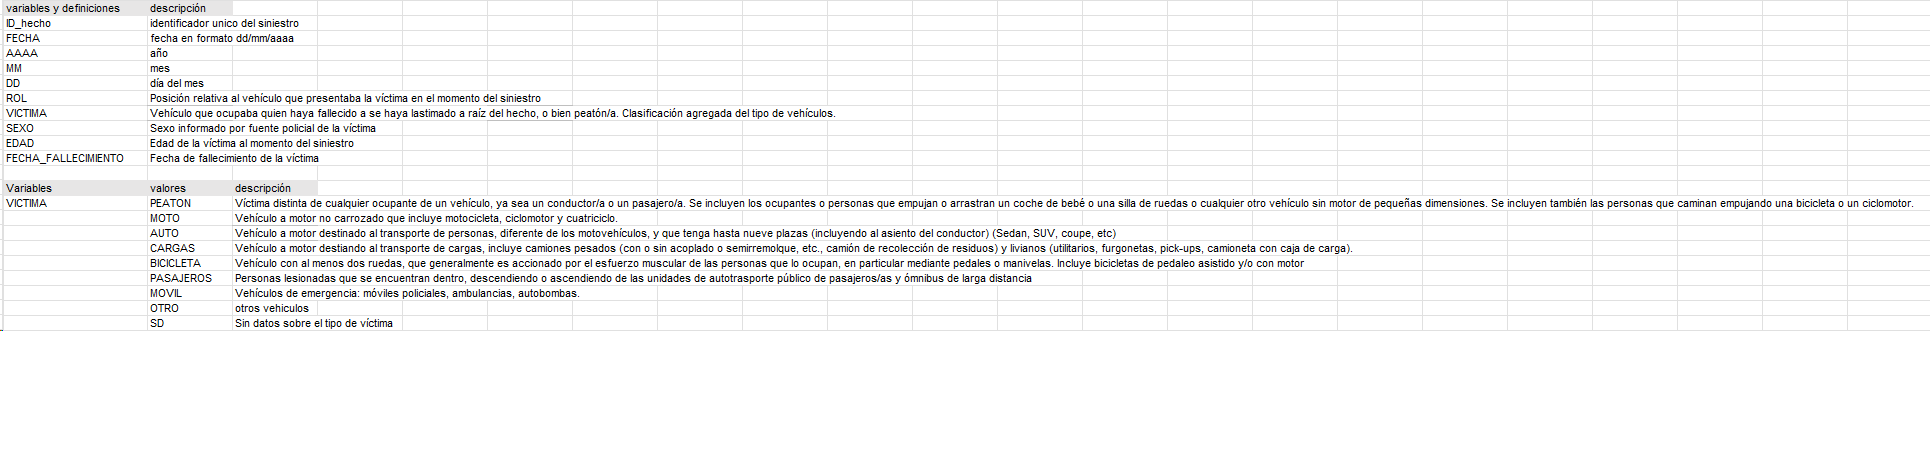 variables y definiciones descripción
ID_hecho identificador unico del siniestro
FECHA fecha en formato dd/mm/aaaa
AAAA año
MM mes
DD día del mes
ROL Posición relativa al vehículo que presentaba la víctima en el momento del siniestro
VICTIMA Vehículo que ocupaba quien haya fallecido a se haya lastimado a raíz del hecho, o bien peatón/a. Clasificación agregada del tipo de vehículos.
SEXO Sexo informado por fuente policial de la víctima
EDAD Edad de la víctima al momento del siniestro
FECHA_FALLECIMIENTO Fecha de fallecimiento de la víctima
Variables valores descripción
VICTIMA PEATON Víctima distinta de cualquier ocupante de un vehículo, ya sea un conductor/a o un pasajero/a. Se incluyen los ocupantes o personas que empujan o arrastran un coche de bebé o una silla de ruedas o cualquier otro vehículo sin motor de pequeñas dimensiones. Se incluyen también las personas que caminan empujando una bicicleta o un ciclomotor.
MOTO Vehículo a motor no carrozado que incluye motocicleta, ciclomotor y cuatriciclo.
AUTO Vehículo a motor destinado al transporte de personas, diferente de los motovehículos, y que tenga hasta nueve plazas (incluyendo al asiento del conductor) (Sedan, SUV, coupe, etc)
CARGAS Vehículo a motor destiando al transporte de cargas, incluye camiones pesados (con o sin acoplado o semirremolque, etc., camión de recolección de residuos) y livianos (utilitarios, furgonetas, pick-ups, camioneta con caja de carga).
BICICLETA Vehículo con al menos dos ruedas, que generalmente es accionado por el esfuerzo muscular de las personas que lo ocupan, en particular mediante pedales o manivelas. Incluye bicicletas de pedaleo asistido y/o con motor
PASAJEROS Personas lesionadas que se encuentran dentro, descendiendo o ascendiendo de las unidades de autotrasporte público de pasajeros/as y ómnibus de larga distancia
MOVIL Vehículos de emergencia: móviles policiales, ambulancias, autobombas.
OTRO otros vehiculos
SD Sin datos sobre el tipo de víctima